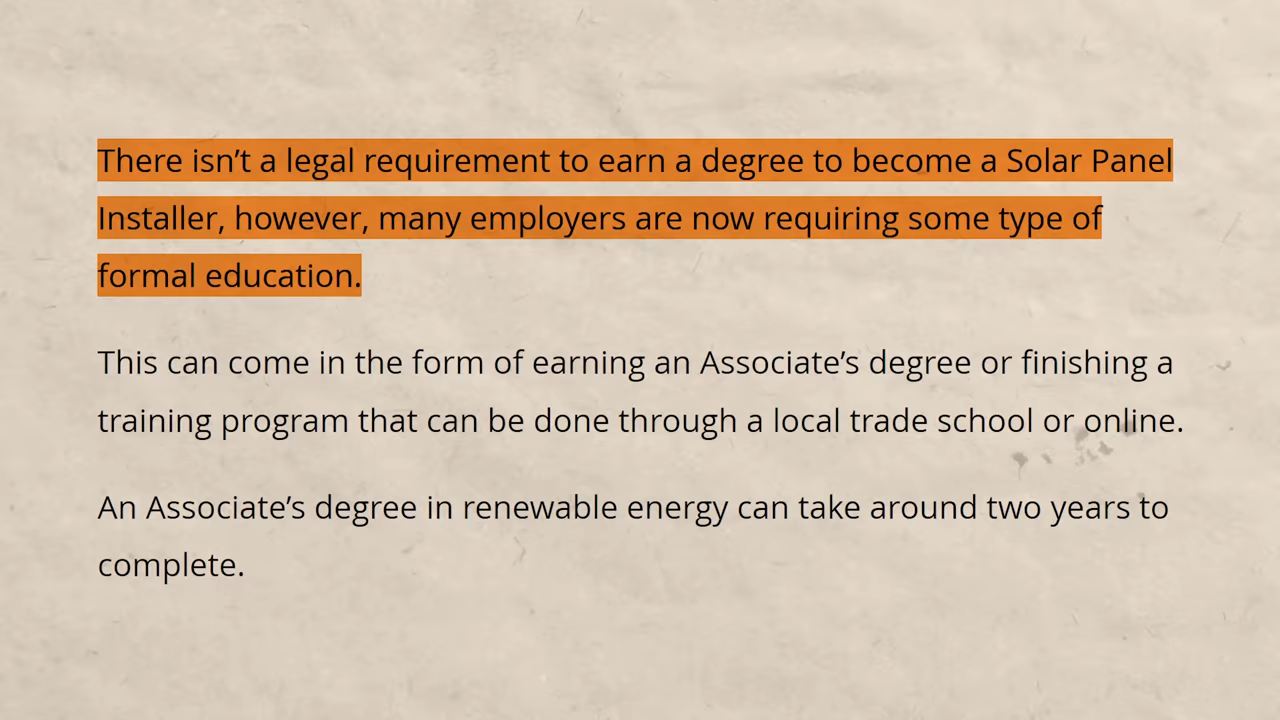 There isn’t a legal requirement to earn a degree to become a Solar Panel
Installer, however, many employers are now requiring some type of
formal education.
This can come in the form of earning an Associate’s degree or finishing a
training program that can be done through a local trade school or online.
An Associate’s degree in renewable energy can take around two years to
complete.